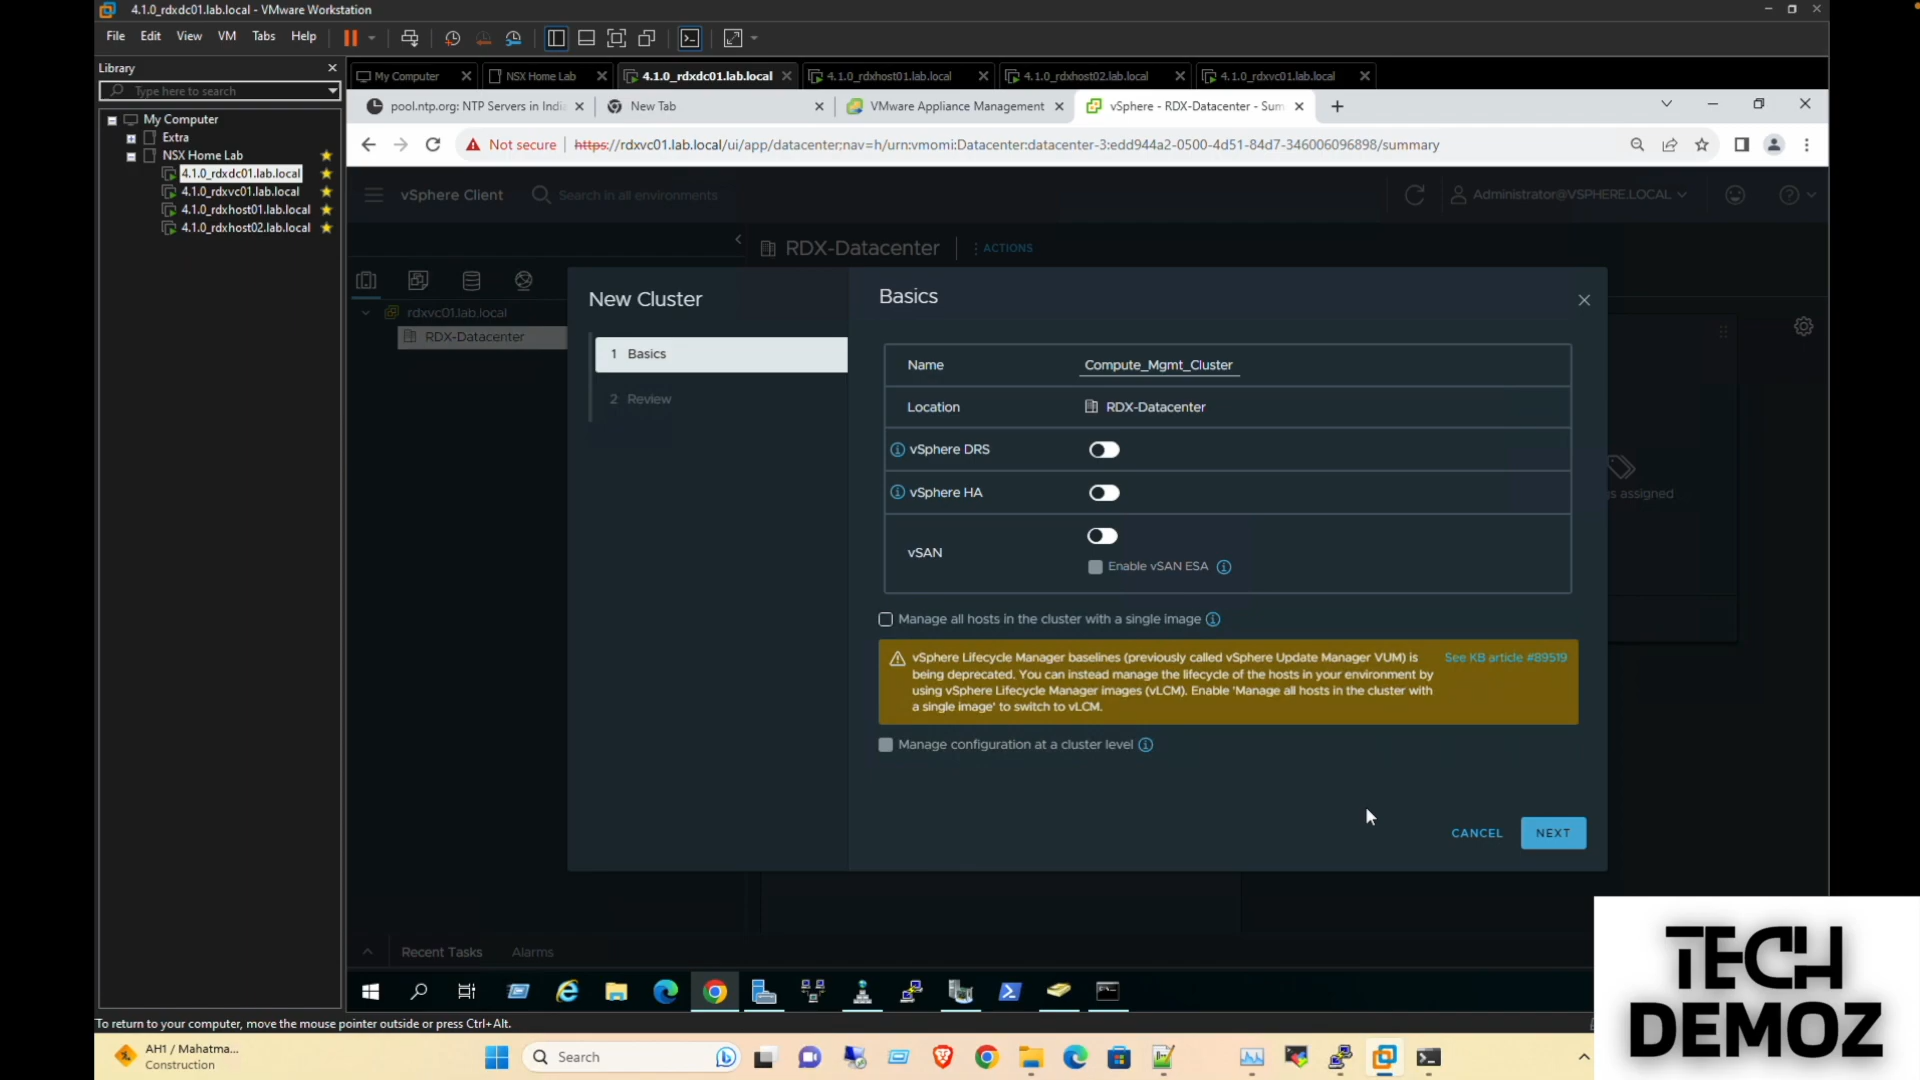 4.1.0_rdxdc01.lab.local - VMware Workstation
File Edit View VM Tabs Help
Library
Type here to search
My Computer
Extra
NSX Home Lab
4.1.0_rdxdc01.lab.local
4.1.0_rdxvc01.lab.local
4.1.0_rdxhost01.lab.local
4.1.0_rdxhost02.lab.local
My Computer NSX Home Lab 4.1.0_rdxdc01.lab.local 4.1.0_rdxhost01.lab.local 4.1.0_rdxhost02.lab.local 4.1.0_rdxvc01.lab.local
pool.ntp.org: NTP Servers in India New Tab VMware Appliance Management vSphere - RDX-Datacenter - Sum
Not secure https://rdxvc01.lab.local/ui/app/datacenter;nav=h/urn:vmomi:Datacenter:datacenter-3:edd944a2-0500-4d51-84d7-346006096898/summary
vSphere Client Search in all environments Administrator@VSPHERE.LOCAL
RDX-Datacenter ACTIONS
rdxvc01.lab.local
RDX-Datacenter
New Cluster
1 Basics
2 Review
Basics
Name Compute_Mgmt_Cluster
Location RDX-Datacenter
vSphere DRS
vSphere HA
vSAN
Enable vSAN ESA
Manage all hosts in the cluster with a single image
vSphere Lifecycle Manager baselines (previously called vSphere Update Manager VUM) is
being deprecated. You can instead manage the lifecycle of the hosts in your environment by
using vSphere Lifecycle Manager images (vLCM). Enable 'Manage all hosts in the cluster with
a single image' to switch to vLCM.
See KB article #89519
Manage configuration at a cluster level
CANCEL NEXT
s assigned
Recent Tasks Alarms
To return to your computer, move the mouse pointer outside or press Ctrl+Alt.
AH1 / Mahatma...
Construction
Search
TECH
DEMOZ